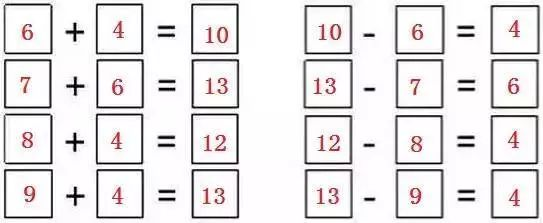 6 + 4 = 10 10 - 6 = 4
7 + 6 = 13 13 - 7 = 6
8 + 4 = 12 12 - 8 = 4
9 + 4 = 13 13 - 9 = 4